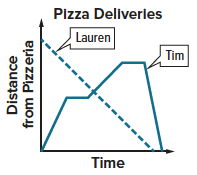 Pizza Deliveries
Lauren
Tim
Distance
from Pizzeria
Time